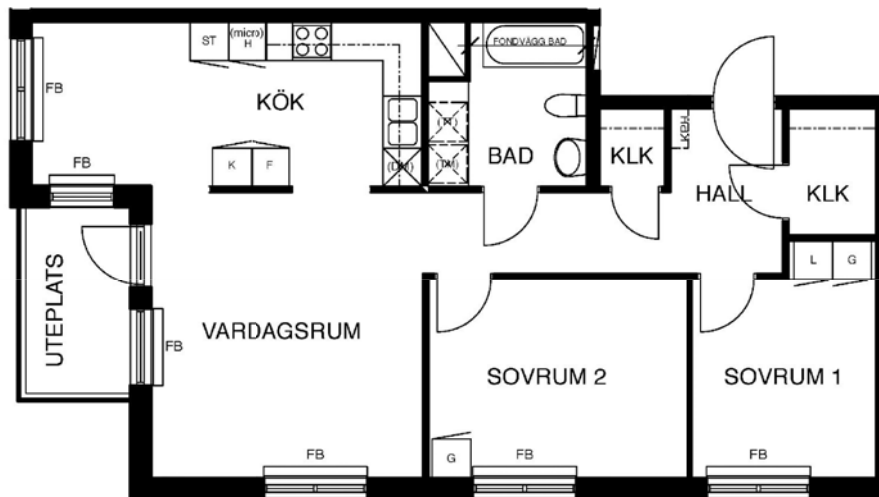 ST
(micro)
H
FONDVÄGG BAD
FB
KÖK
K
F
(DM)
(TT)
(TM)
BAD
KLK
KLK
HALL
L
G
FB
UTEPLATS
VARDAGSRUM
FB
SOVRUM 2
SOVRUM 1
G
FB
FB
FB